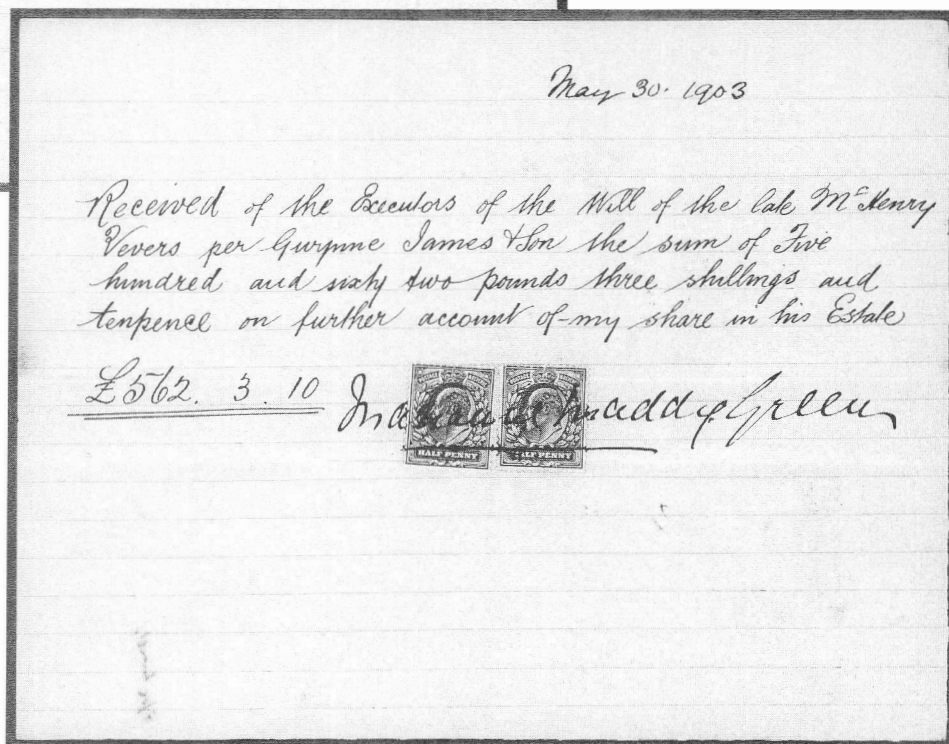 May 30. 1903
Received of the Executors of the Will of the late Mr Henry
Vevers per Gwynne James & Son the sum of Five
hundred and sixty two pounds three shillings and
tenpence on further account of my share in his Estate
£562. 3. 10
Maddy Green
HALF PENNY HALF PENNY